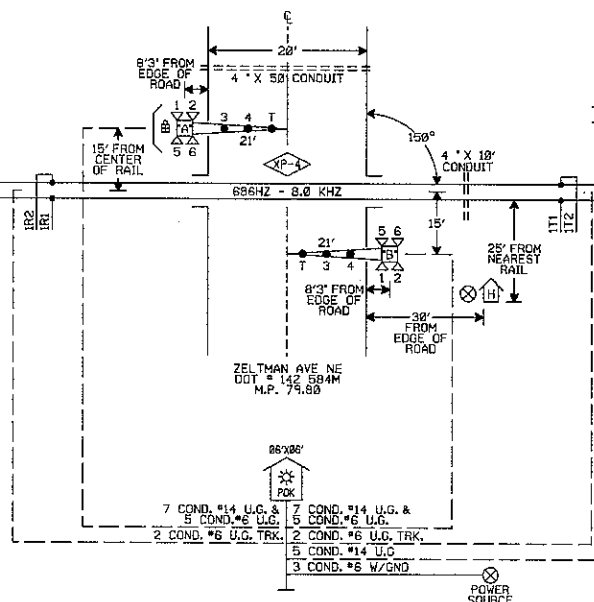 ℄
20'
8'3" FROM
EDGE OF
ROAD
4 "X 50' CONDUIT
1 2
"A"
5 6
3 4 T
21'
15' FROM
CENTER
OF RAIL
XP-4
150°
4 "X 10'
CONDUIT
686HZ - 8.0 KHZ
1R2
1R1
1T1
1T2
15'
21'
T 3 4
5 6
"B"
1 2
25' FROM
NEAREST
RAIL
H
8'3" FROM
EDGE OF
ROAD
30'
FROM
EDGE OF
ROAD
ZELTMAN AVE NE
DOT # 142 584M
M.P. 79.80
06'X06'
PDK
7 COND. #14 U.G. &
5 COND.#6 U.G.
7 COND. #14 U.G. &
5 COND.#6 U.G.
2 COND. #6 U.G. TRK.
2 COND. #6 U.G. TRK.
5 COND. #14 U.G
3 COND. #6 W/GND
POWER
SOURCE